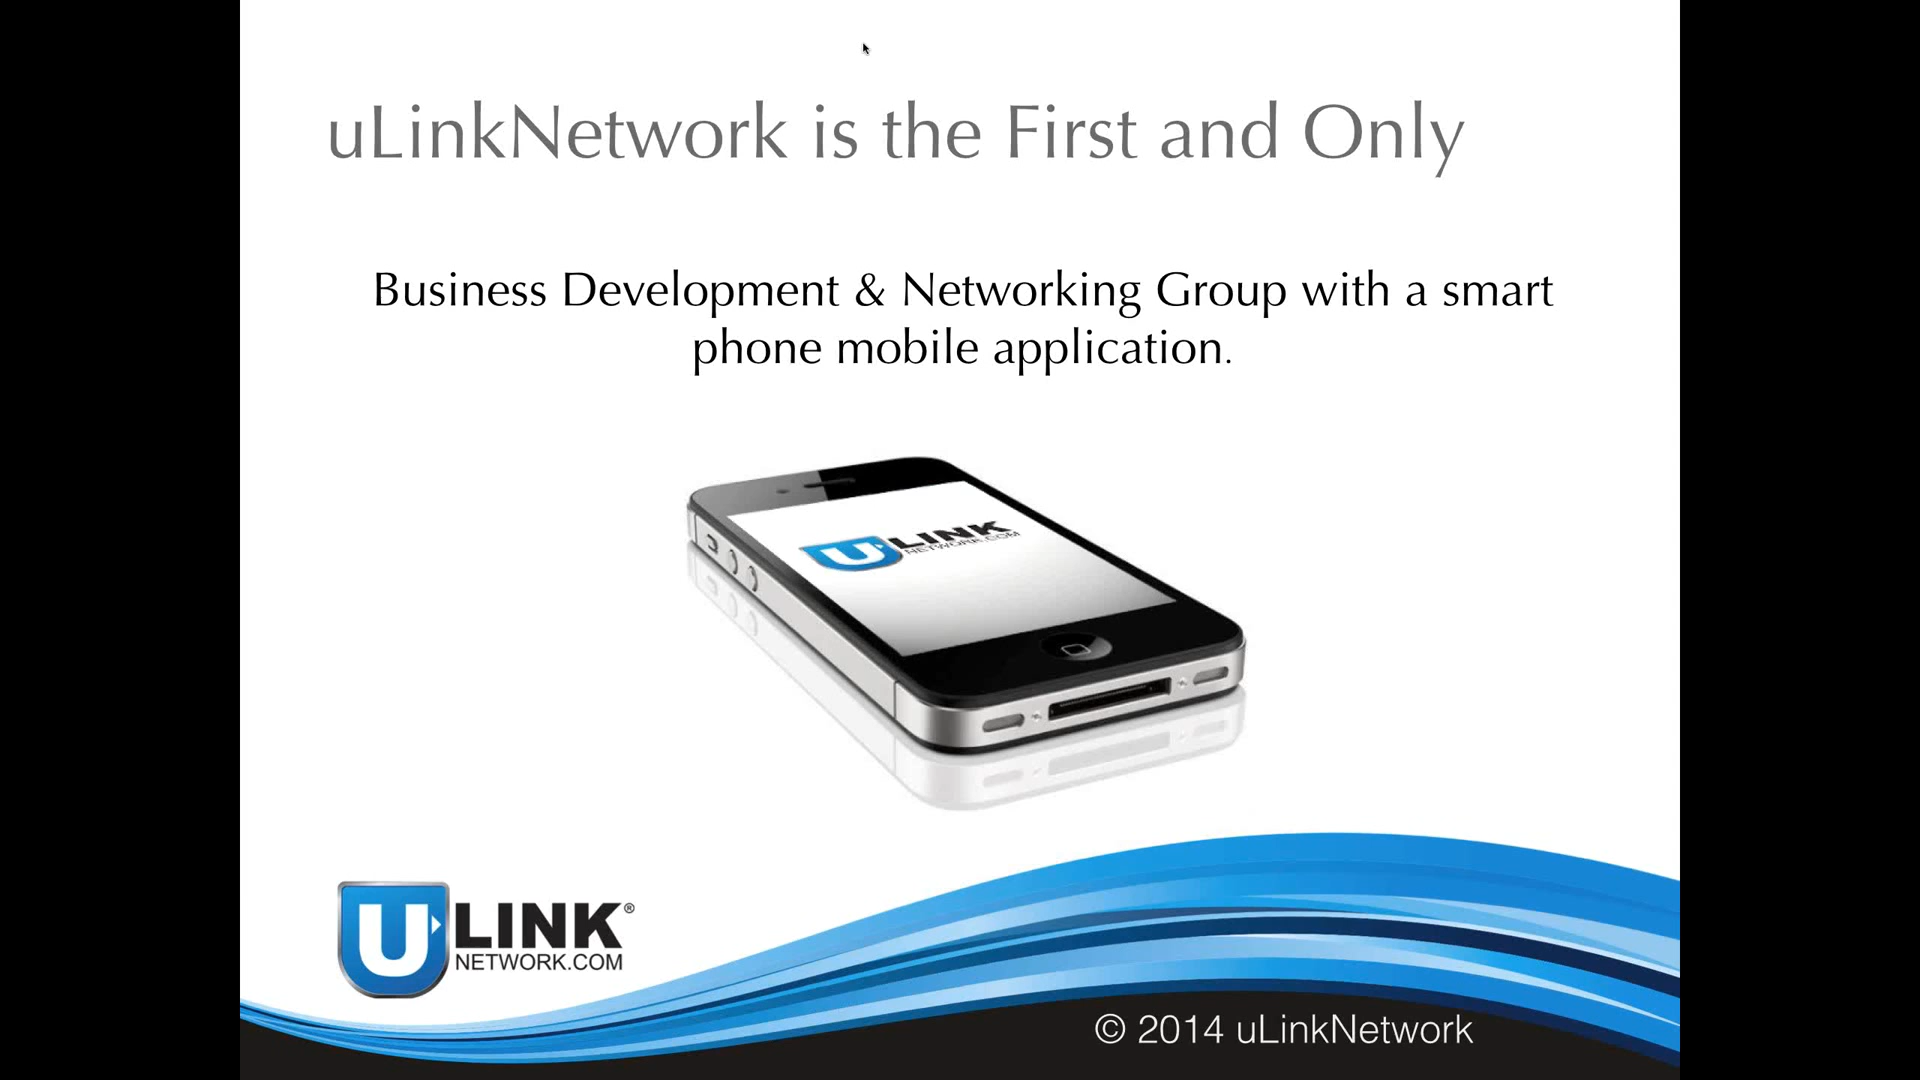 uLinkNetwork is the First and Only
Business Development & Networking Group with a smart
phone mobile application.
U LINK
NETWORK.COM
U LINK®
NETWORK.COM
© 2014 uLinkNetwork